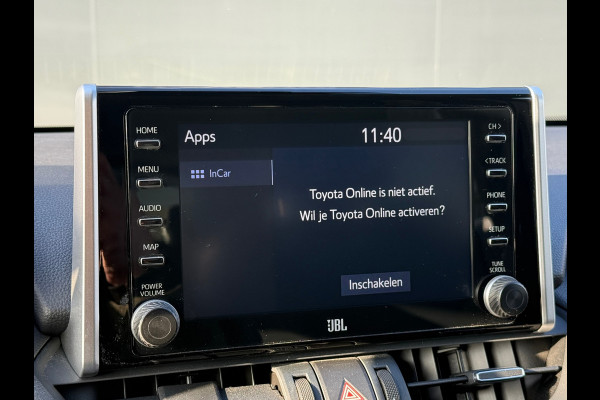 HOME
MENU
AUDIO
MAP
POWER
VOLUME
Apps
11:40
InCar
Toyota Online is niet actief.
Wil je Toyota Online activeren?
Inschakelen
CH >
< TRACK
PHONE
SETUP
TUNE
SCROLL
JBL